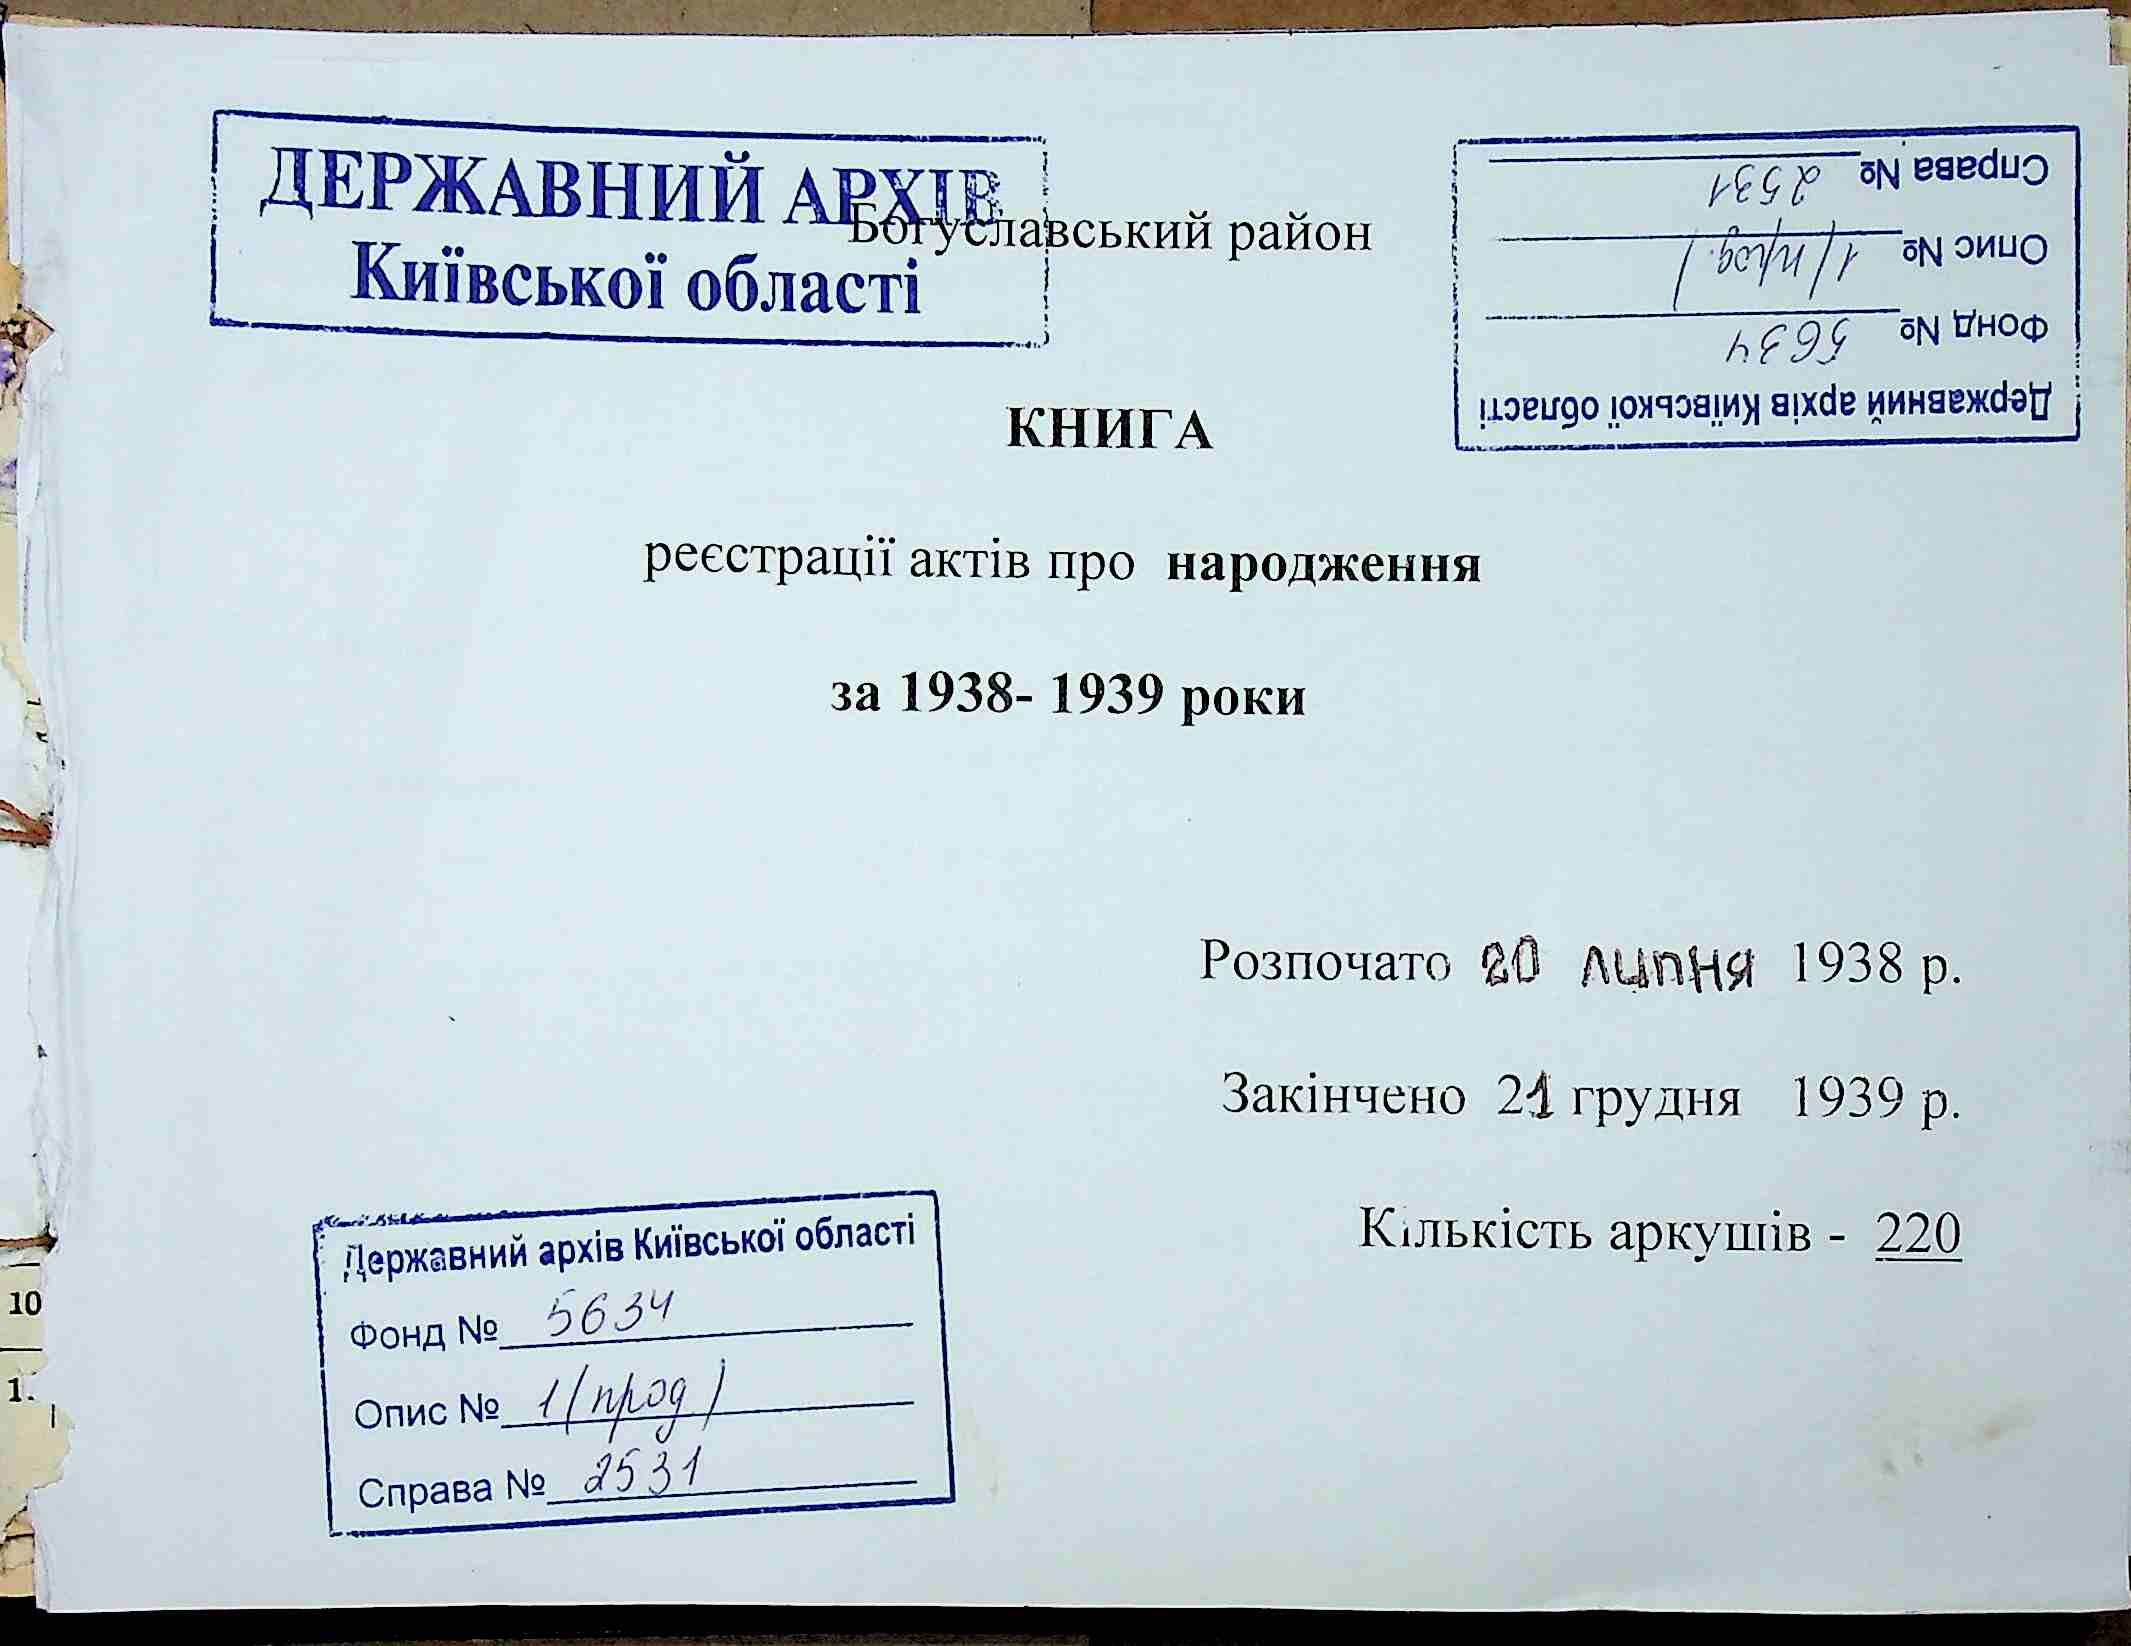 ДЕРЖАВНИЙ АРХІВ
Київської області
Богуславський район
Державний архів Київської області
Фонд № 5634
Опис № 1(прод.)
Справа № 2531
КНИГА
реєстрації актів про народження
за 1938- 1939 роки
Розпочато 20 липня 1938 р.
Закінчено 21 грудня 1939 р.
Кількість аркушів - 220
Державний архів Київської області
Фонд № 5634
Опис № 1(прод)
Справа № 2531
10